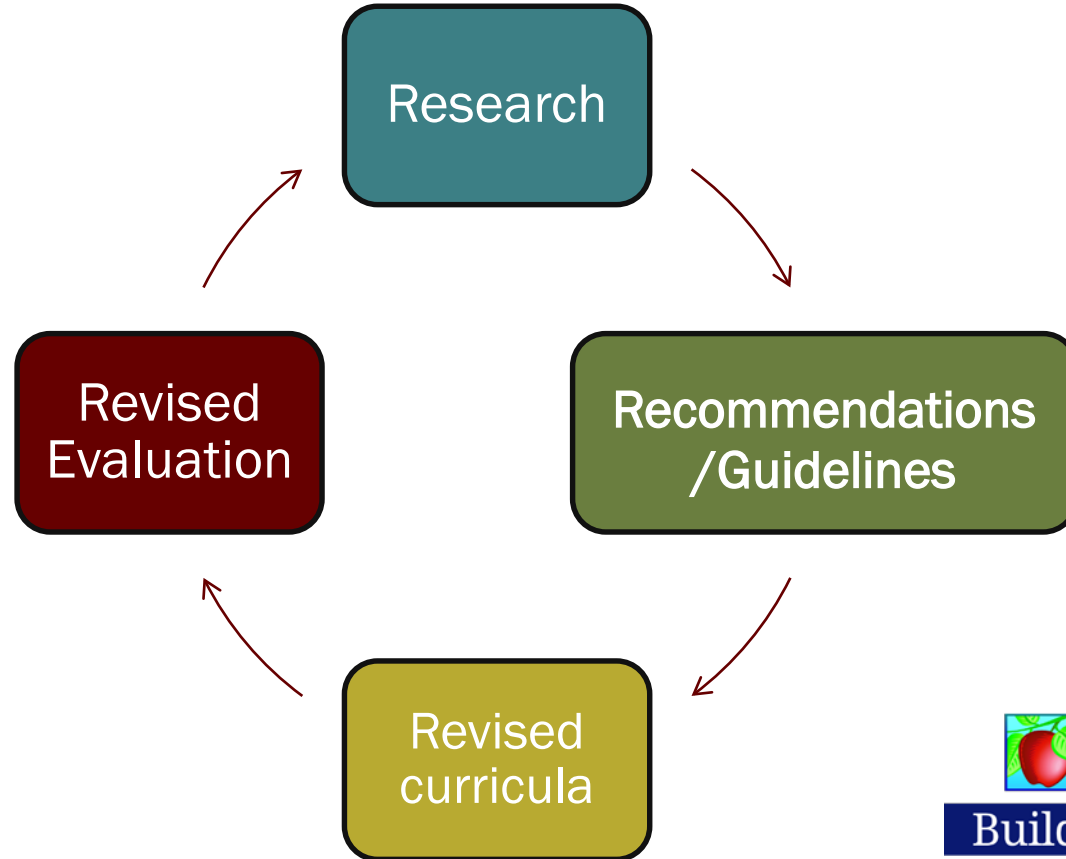 Research
Recommendations
/Guidelines
Revised
Evaluation
Revised
curricula